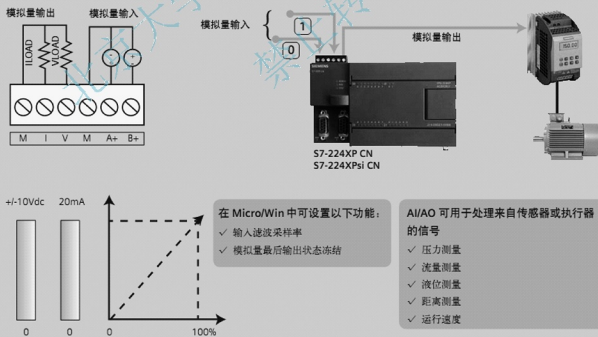 模拟量输出
模拟量输入
ILOAD
VLOAD
M I V M A+ B+
模拟量输入
1
0
模拟量输出
SIEMENS
S7-224XP CN
S7-224XPsi CN
+/-10Vdc
20mA
0
0
0
100%
在 Micro/Win 中可设置以下功能：
✓ 输入滤波采样率
✓ 模拟量最后输出状态冻结
AI/AO 可用于处理来自传感器或执行器
的信号
✓ 压力测量
✓ 流量测量
✓ 液位测量
✓ 距离测量
✓ 运行速度